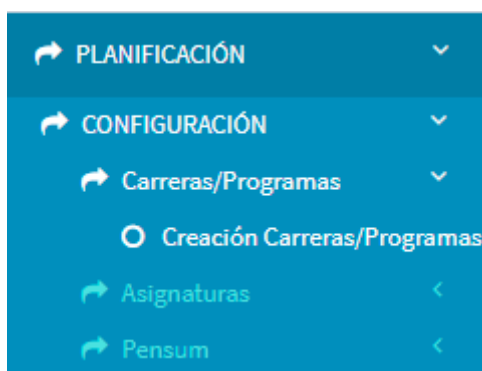 PLANIFICACIÓN
CONFIGURACIÓN
Carreras/Programas
Creación Carreras/Programas
Asignaturas
Pensum